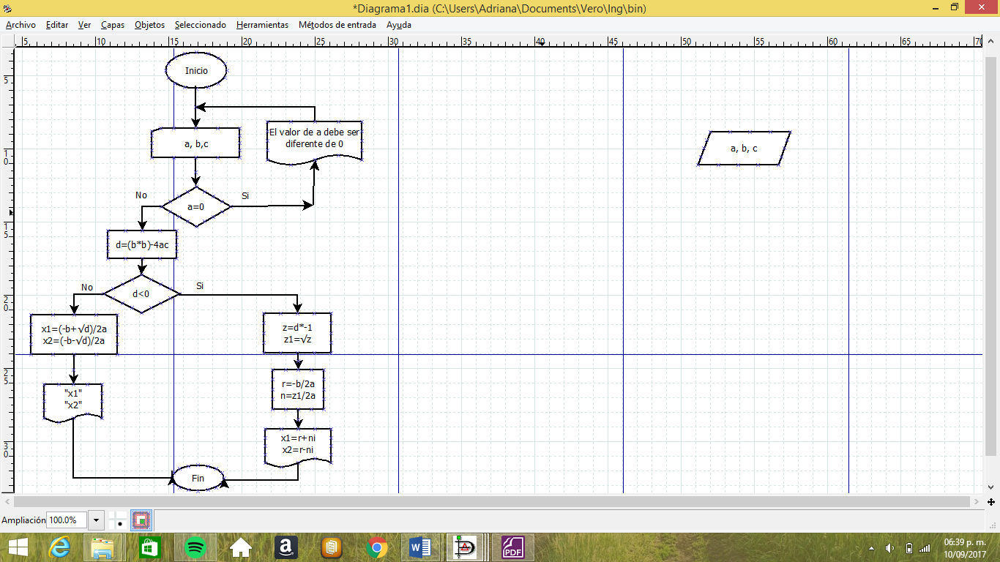 *Diagrama1.dia (C:\Users\Adriana\Documents\Vero\Ing\bin)
Archivo Editar Ver Capas Objetos Seleccionado Herramientas Métodos de entrada Ayuda
5 10 15 20 25 30 35 40 45 50 55 60 65 70
5
10
15
20
25
30
Inicio
a, b,c
El valor de a debe ser
diferente de 0
a, b, c
No
Si
a=0
d=(b*b)-4ac
No
Si
d<0
x1=(-b+√d)/2a
x2=(-b-√d)/2a
z=d*-1
z1=√z
r=-b/2a
n=z1/2a
"x1"
"x2"
x1=r+ni
x2=r-ni
Fin
Ampliación 100.0%
PDF
06:39 p. m.
10/09/2017